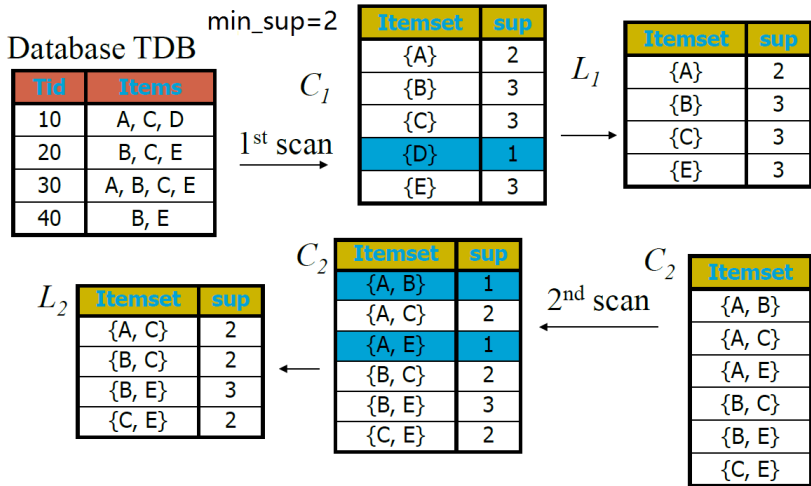 min_sup=2
Database TDB
Tid Items
10 A, C, D
20 B, C, E
30 A, B, C, E
40 B, E
1st scan
C1
Itemset sup
{A} 2
{B} 3
{C} 3
{D} 1
{E} 3
L1
Itemset sup
{A} 2
{B} 3
{C} 3
{E} 3
C2
Itemset
{A, B}
{A, C}
{A, E}
{B, C}
{B, E}
{C, E}
2nd scan
C2
Itemset sup
{A, B} 1
{A, C} 2
{A, E} 1
{B, C} 2
{B, E} 3
{C, E} 2
L2
Itemset sup
{A, C} 2
{B, C} 2
{B, E} 3
{C, E} 2